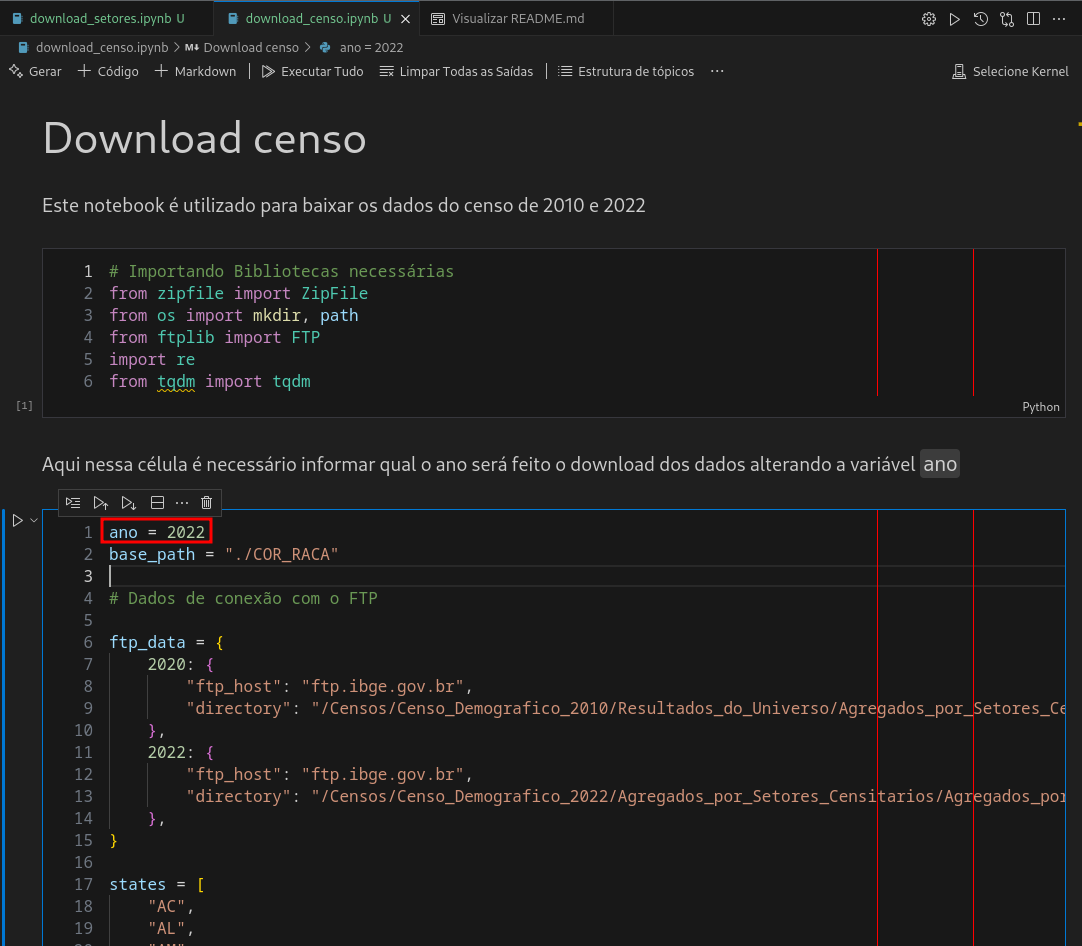 download_setores.ipynb U download_censo.ipynb U Visualizar README.md
download_censo.ipynb > M↓ Download censo > ano = 2022
Gerar Código Markdown Executar Tudo Limpar Todas as Saídas Estrutura de tópicos ··· Selecione Kernel
Download censo
Este notebook é utilizado para baixar os dados do censo de 2010 e 2022
1 # Importando Bibliotecas necessárias
2 from zipfile import ZipFile
3 from os import mkdir, path
4 from ftplib import FTP
5 import re
6 from tqdm import tqdm
[1] Python
Aqui nessa célula é necessário informar qual o ano será feito o download dos dados alterando a variável ano
1 ano = 2022
2 base_path = "./COR_RACA"
3
4 # Dados de conexão com o FTP
5
6 ftp_data = {
7 2020: {
8 "ftp_host": "ftp.ibge.gov.br",
9 "directory": "/Censos/Censo_Demografico_2010/Resultados_do_Universo/Agregados_por_Setores_Ce
10 },
11 2022: {
12 "ftp_host": "ftp.ibge.gov.br",
13 "directory": "/Censos/Censo_Demografico_2022/Agregados_por_Setores_Censitarios/Agregados_por
14 },
15 }
16
17 states = [
18 "AC",
19 "AL",